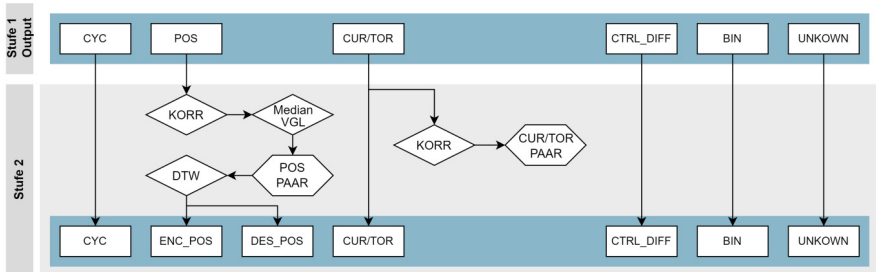 Stufe 1
Output
CYC
POS
CUR/TOR
CTRL_DIFF
BIN
UNKOWN
Stufe 2
KORR
Median
VGL
KORR
CUR/TOR
PAAR
DTW
POS
PAAR
CYC
ENC_POS
DES_POS
CUR/TOR
CTRL_DIFF
BIN
UNKOWN